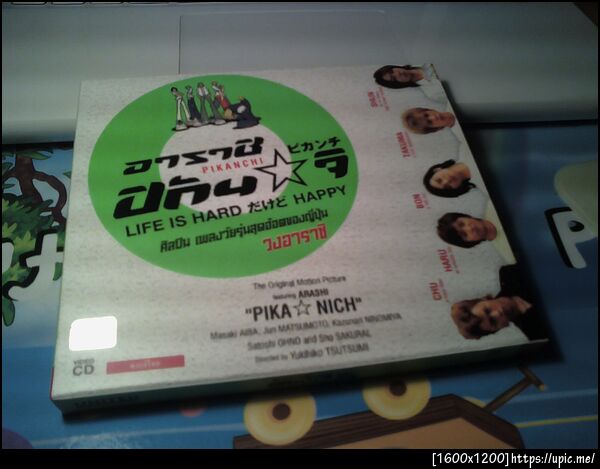 อาราชิ
PIKANCHI
ピカンチ
ปิกัน☆จิ
LIFE IS HARD だけど HAPPY
ศิลปิน เพลงวัยรุ่นสุดฮ็อตของญี่ปุ่น
วงอาราชิ
The Original Motion Picture
featuring ARASHI
"PIKA☆NICH"
Masaki AIBA, Jun MATSUMOTO, Kazunari NINOMIYA
Satoshi OHNO and Sho SAKURAI
Directed by Yukihiko TSUTSUMI
VIDEO
CD
SHUN
TAKUMA
BON
HARU
CHU
P
[1600x1200]https://upic.me/